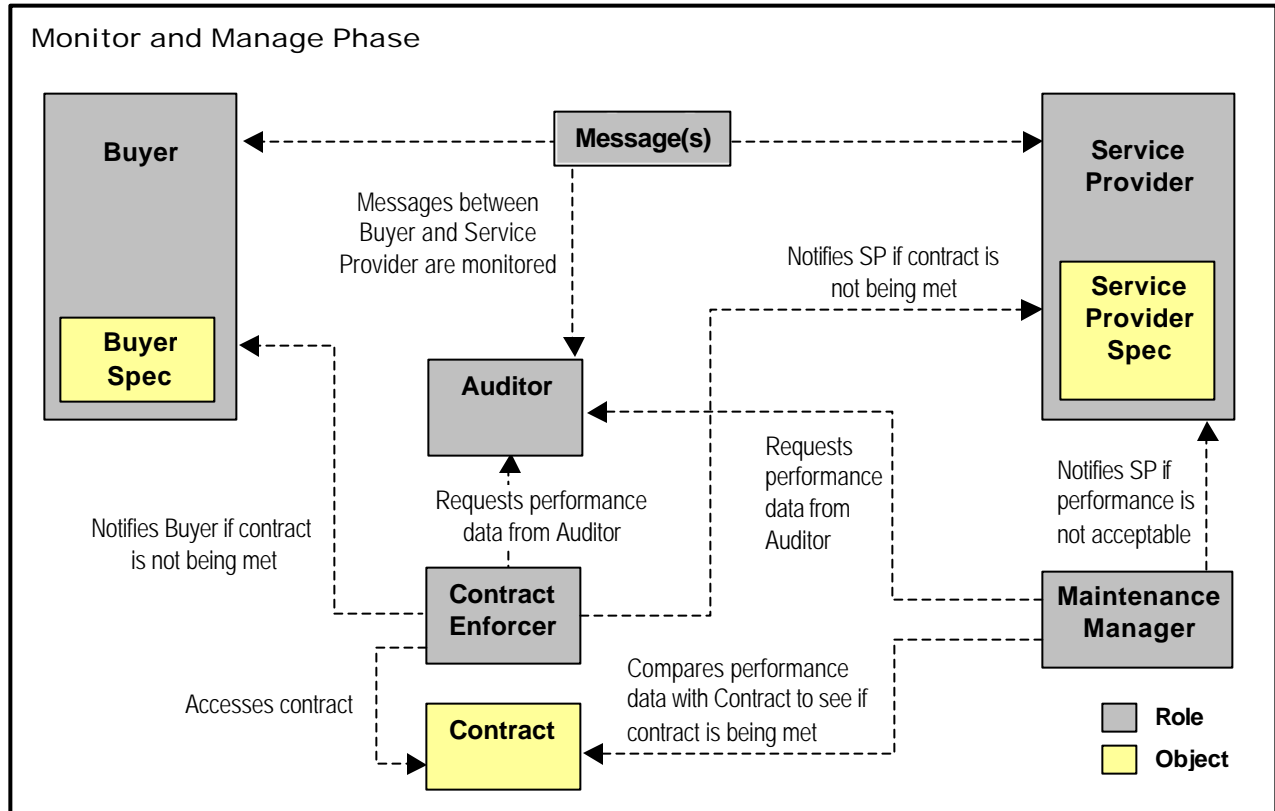 Monitor and Manage Phase
Buyer
Message(s)
Service
Provider
Messages between
Buyer and Service
Provider are monitored
Notifies SP if contract is
not being met
Buyer
Spec
Service
Provider
Spec
Auditor
Requests performance
data from Auditor
Requests
performance
data from
Auditor
Notifies SP if
performance is
not acceptable
Notifies Buyer if contract
is not being met
Contract
Enforcer
Maintenance
Manager
Accesses contract
Compares performance
data with Contract to see if
contract is being met
Contract
Role
Object